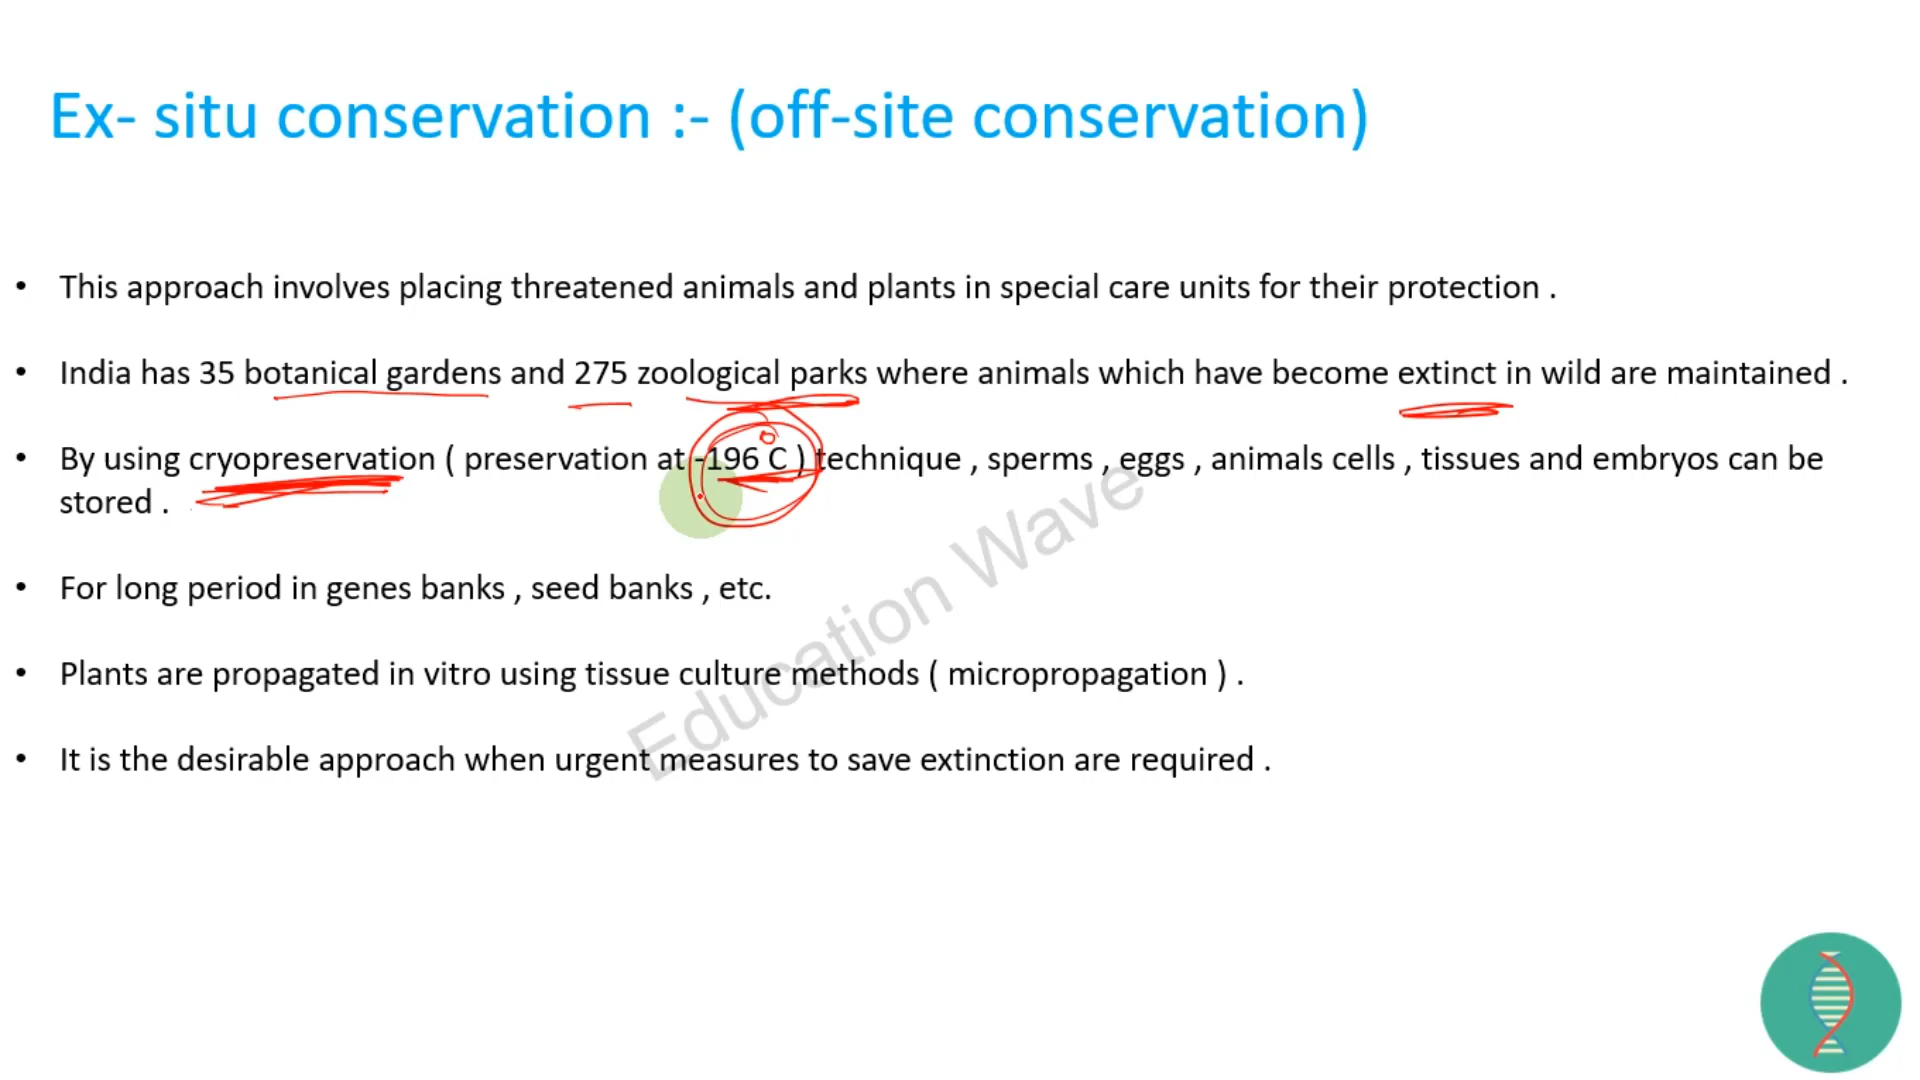 Ex- situ conservation :- (off-site conservation)
• This approach involves placing threatened animals and plants in special care units for their protection .
• India has 35 botanical gardens and 275 zoological parks where animals which have become extinct in wild are maintained .
• By using cryopreservation ( preservation at -196 C ) technique , sperms , eggs , animals cells , tissues and embryos can be
stored .
• For long period in genes banks , seed banks , etc.
• Plants are propagated in vitro using tissue culture methods ( micropropagation ) .
• It is the desirable approach when urgent measures to save extinction are required .
Education Wave